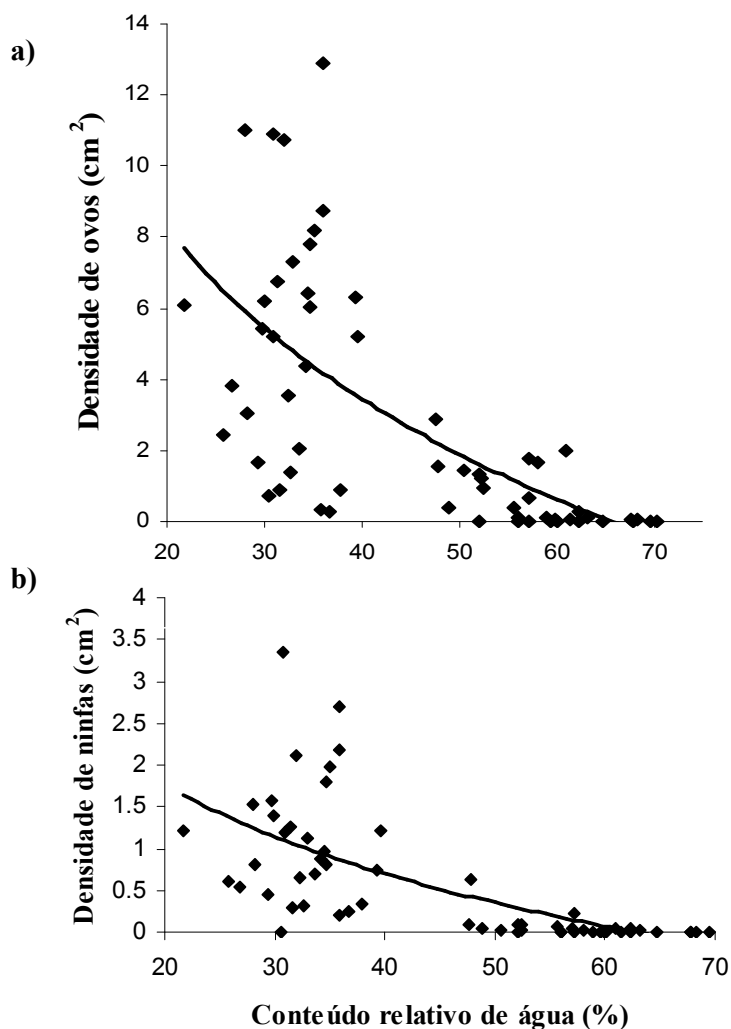 a)
Densidade de ovos (cm²)
14
12
10
8
6
4
2
0
20 30 40 50 60 70
b)
Densidade de ninfas (cm²)
4
3.5
3
2.5
2
1.5
1
0.5
0
20 30 40 50 60 70
Conteúdo relativo de água (%)